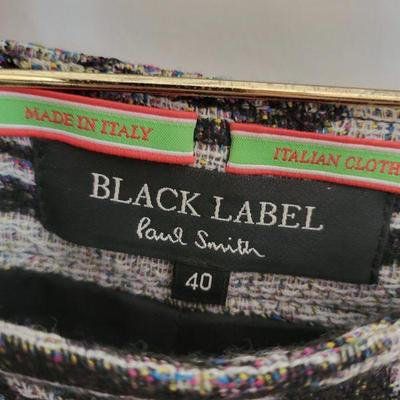 MADE IN ITALY
ITALIAN CLOTH
BLACK LABEL
Paul Smith
40